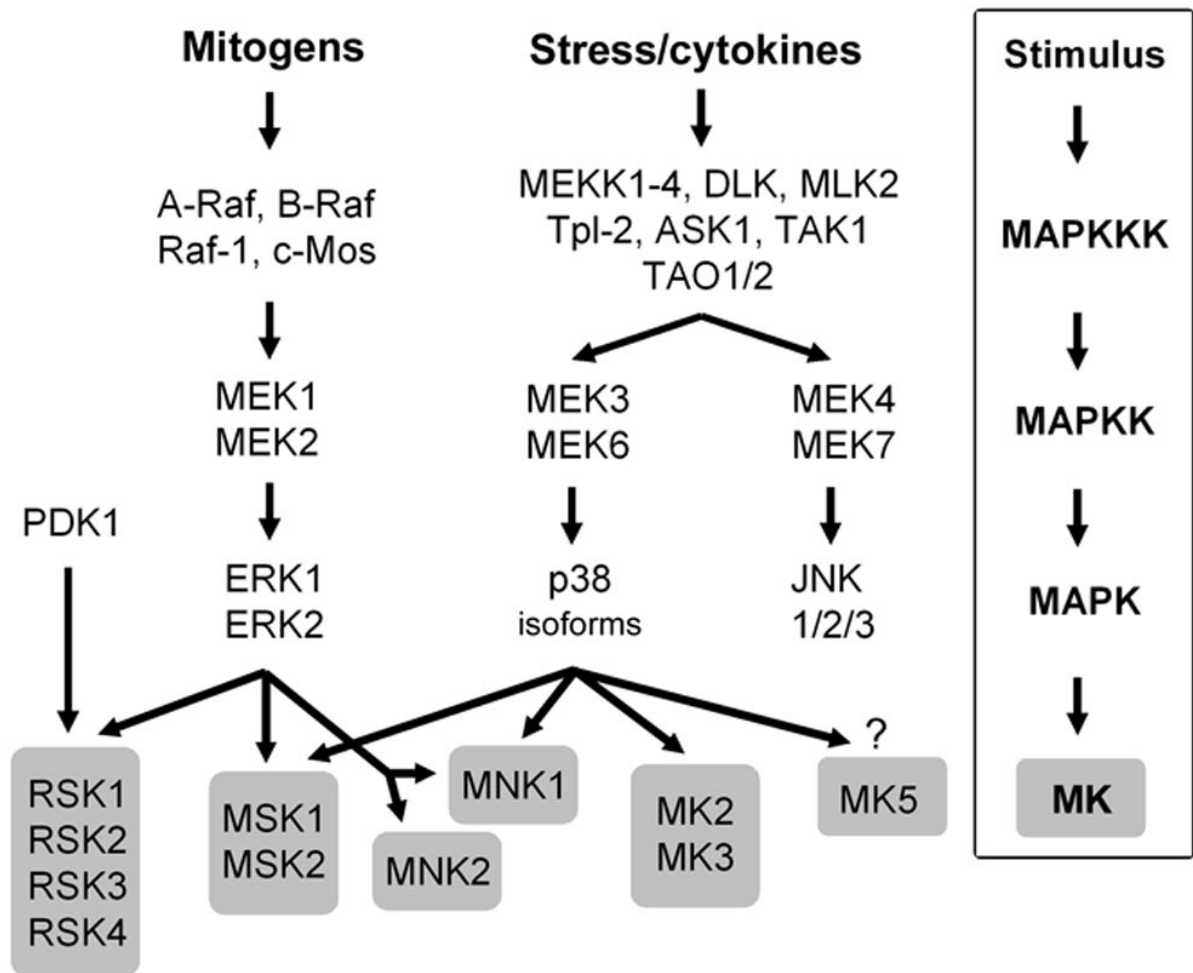 Mitogens
Stress/cytokines
Stimulus
A-Raf, B-Raf
Raf-1, c-Mos
MEKK1-4, DLK, MLK2
Tpl-2, ASK1, TAK1
TAO1/2
MAPKKK
MEK1
MEK2
MEK3
MEK6
MEK4
MEK7
MAPKK
PDK1
ERK1
ERK2
p38
isoforms
JNK
1/2/3
MAPK
RSK1
RSK2
RSK3
RSK4
MSK1
MSK2
MNK1
MNK2
MK2
MK3
?
MK5
MK